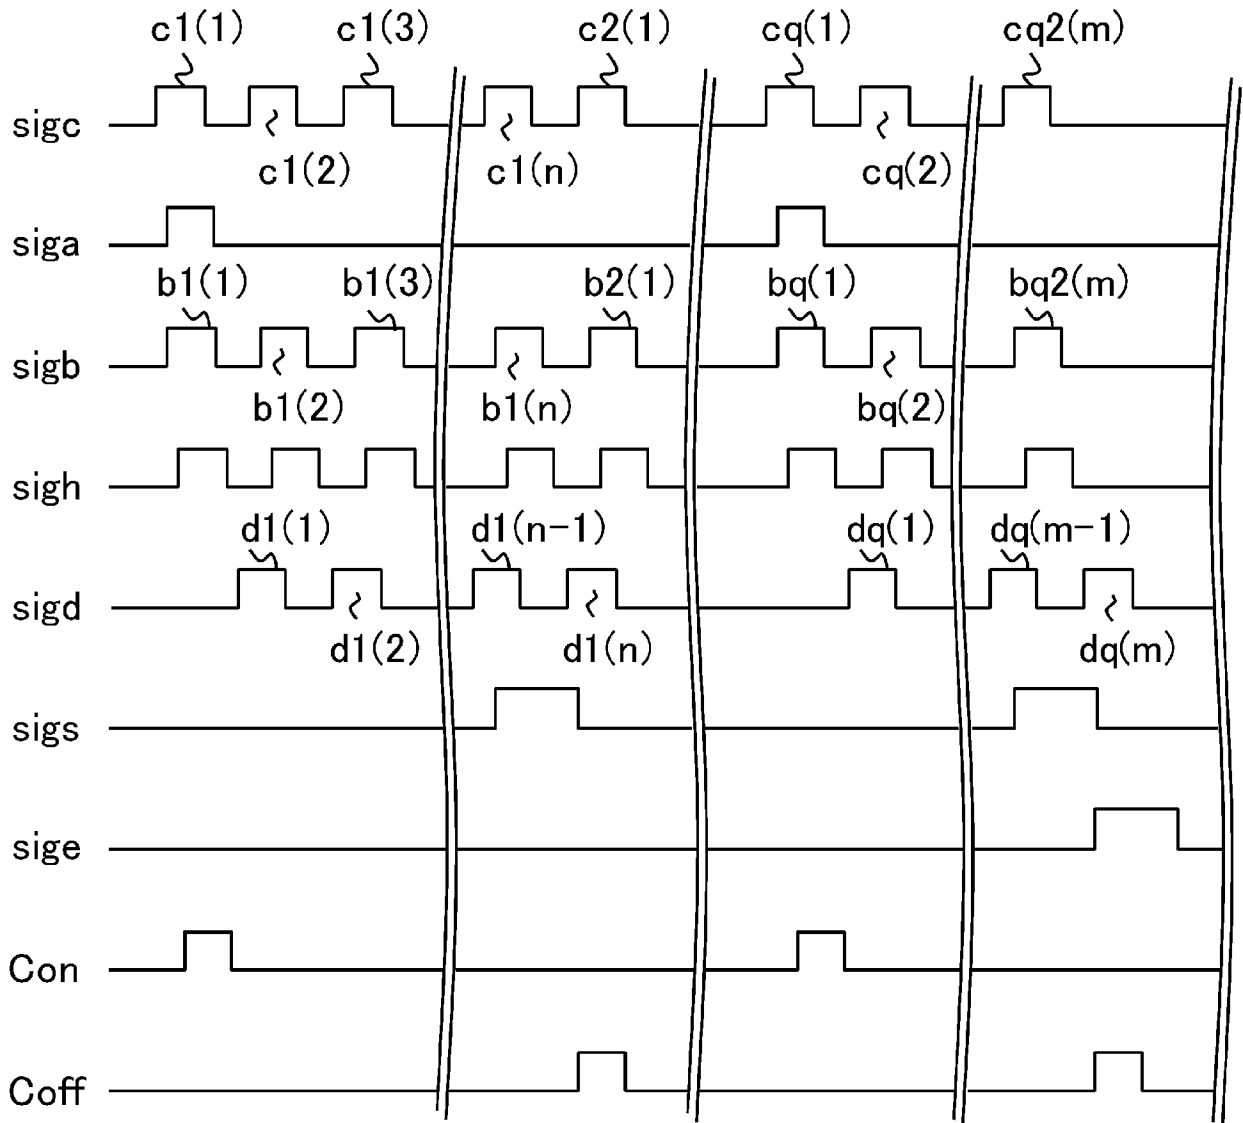 c1(1) c1(3) c2(1) cq(1) cq2(m)
sigc
c1(2) c1(n) cq(2)
siga
b1(1) b1(3) b2(1) bq(1) bq2(m)
sigb
b1(2) b1(n) bq(2)
sigh
d1(1) d1(n-1) dq(1) dq(m-1)
sigd
d1(2) d1(n) dq(m)
sigs
sige
Con
Coff